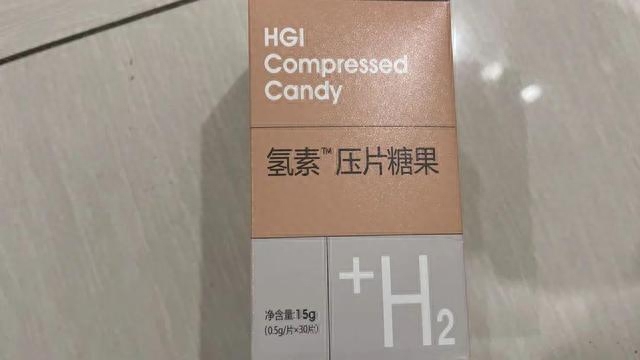 HGI
Compressed
Candy
氢素™压片糖果
净含量:15g
(0.5g/片×30片)
+H2